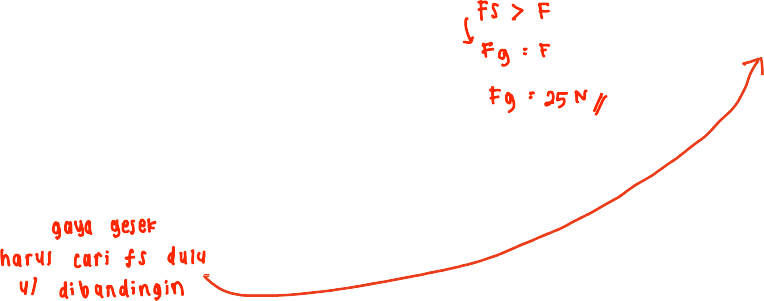 Fs > F
Fg = F
Fg = 25 N //
gaya gesek
harus cari fs dulu
u/ dibandingin